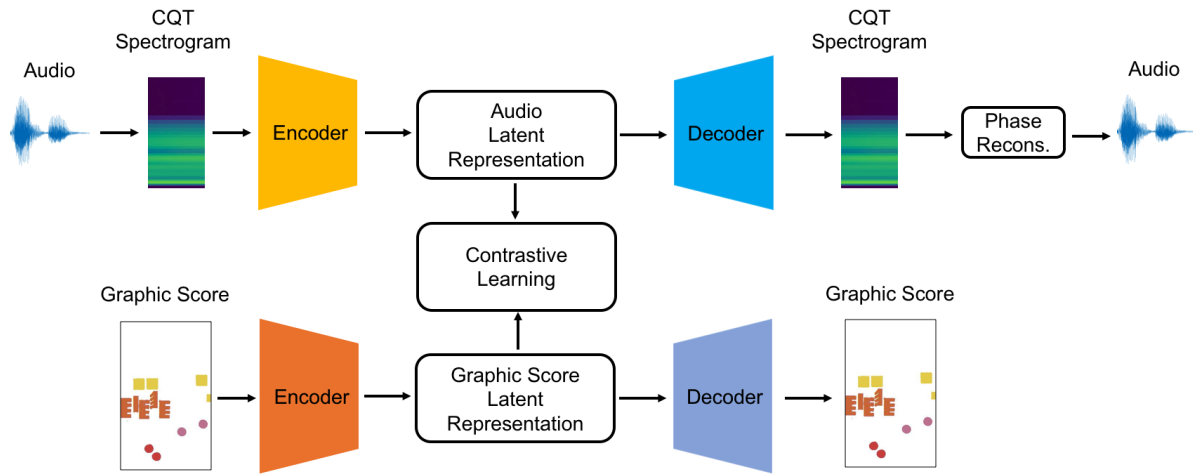 CQT
Spectrogram
CQT
Spectrogram
Audio
Audio
Encoder
Audio
Latent
Representation
Decoder
Phase
Recons.
Contrastive
Learning
Graphic Score
Graphic Score
Encoder
Graphic Score
Latent
Representation
Decoder